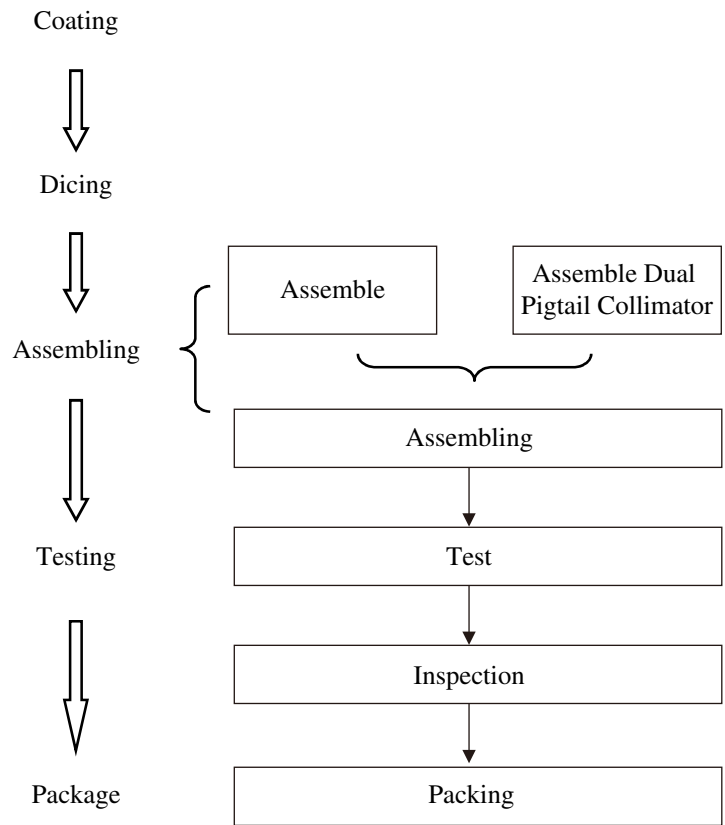 Coating
Dicing
Assembling
Testing
Package
Assemble
Assemble Dual
Pigtail Collimator
Assembling
Test
Inspection
Packing